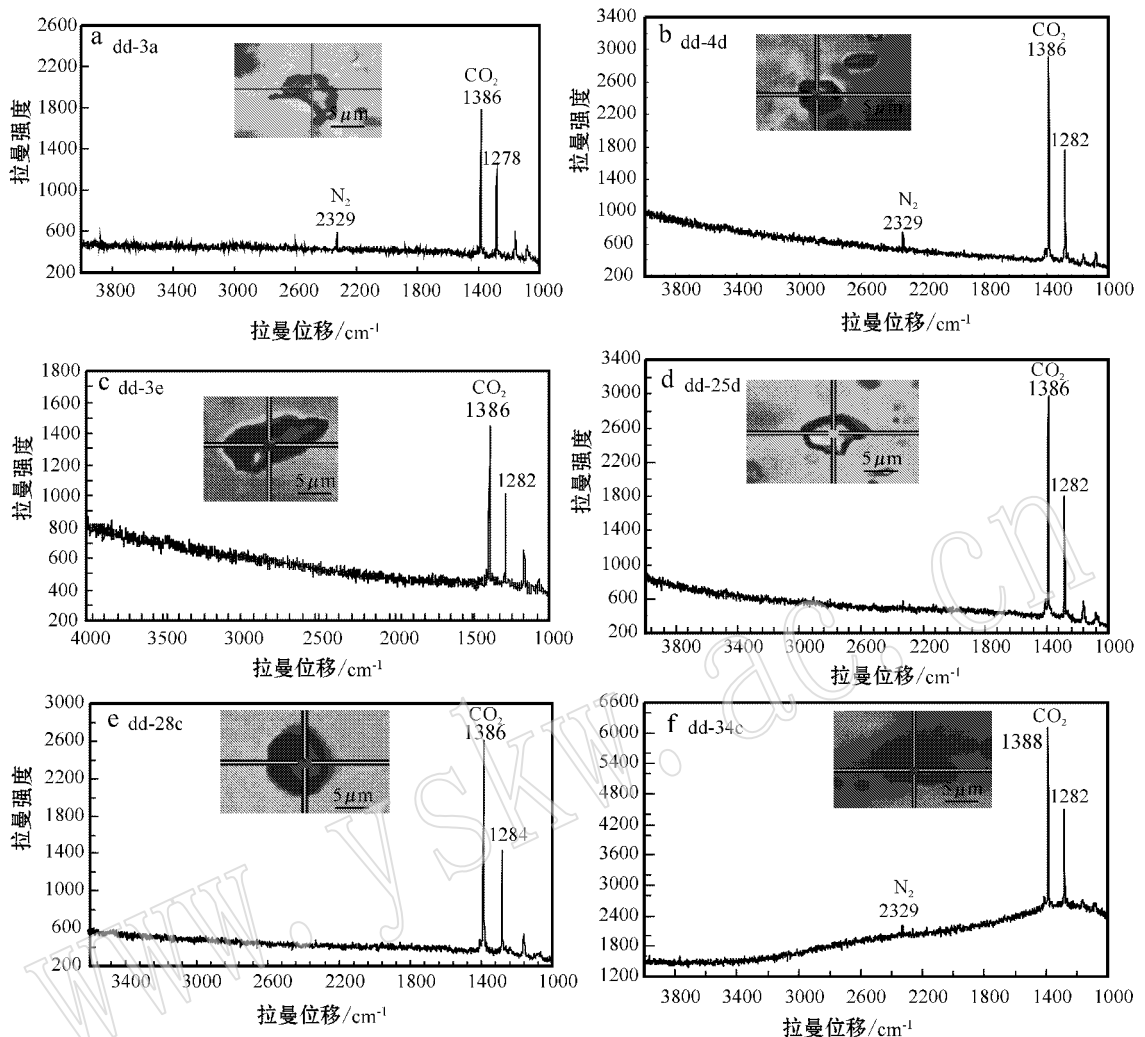 a dd-3a
2600
2200
1800
1400
1000
600
200
拉曼强度
5μm
CO₂
1386
1278
N₂
2329
3800 3400 3000 2600 2200 1800 1400 1000
拉曼位移/cm⁻¹
b dd-4d
3400
3000
2600
2200
1800
1400
1000
600
200
拉曼强度
5μm
CO₂
1386
1282
N₂
2329
3800 3400 3000 2600 2200 1800 1400 1000
拉曼位移/cm⁻¹
c dd-3e
1800
1600
1400
1200
1000
800
600
400
200
拉曼强度
5μm
CO₂
1386
1282
4000 3000 2500 2000 1500 1000
拉曼位移/cm⁻¹
d dd-25d
3400
3000
2600
2200
1800
1400
1000
600
200
拉曼强度
5μm
CO₂
1386
1282
3800 3400 3000 2600 2200 1800 1400 1000
拉曼位移/cm⁻¹
e dd-28c
3000
2600
2200
1800
1400
1000
600
200
拉曼强度
5μm
CO₂
1386
1284
3400 3000 2600 2200 1800 1400 1000
拉曼位移/cm⁻¹
f dd-34c
6600
6000
5400
4800
4200
3600
3000
2400
1800
1200
拉曼强度
5μm
CO₂
1388
1282
N₂
2329
3800 3400 3000 2600 2200 1800 1400 1000
拉曼位移/cm⁻¹
www.yskw.ac.cn